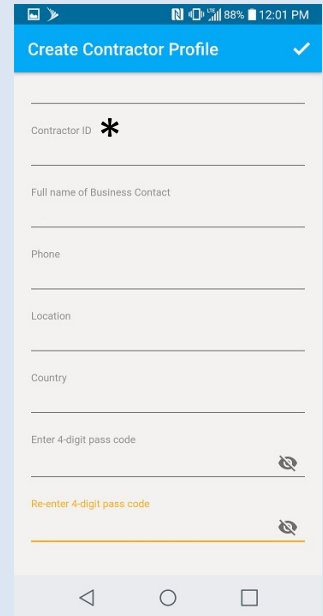 88% 12:01 PM
Create Contractor Profile
Contractor ID *
Full name of Business Contact
Phone
Location
Country
Enter 4-digit pass code
Re-enter 4-digit pass code